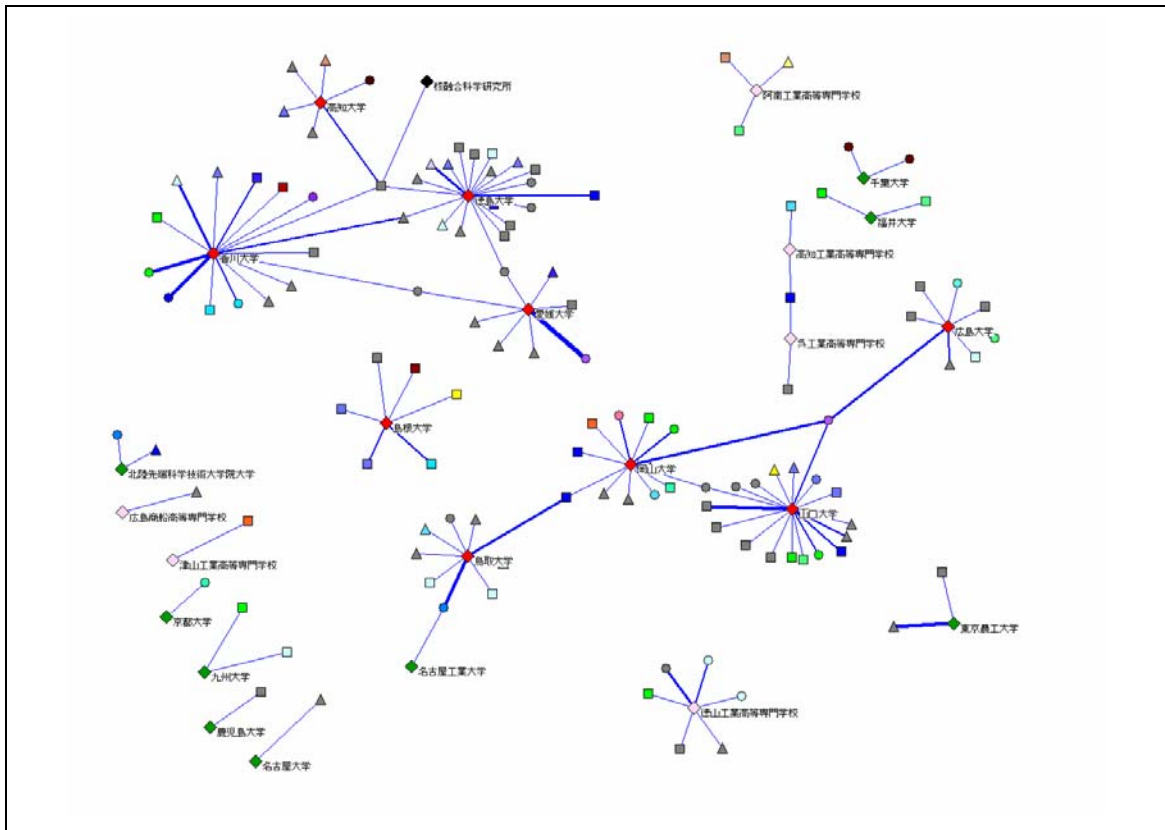 核融合科学研究所
高知大学
阿南工業高等専門学校
千葉大学
徳島大学
福井大学
香川大学
高知工業高等専門学校
愛媛大学
広島大学
呉工業高等専門学校
島根大学
岡山大学
北陸先端科学技術大学院大学
広島商船高等専門学校
山口大学
津山工業高等専門学校
鳥取大学
京都大学
東京農工大学
名古屋工業大学
九州大学
徳山工業高等専門学校
鹿児島大学
名古屋大学